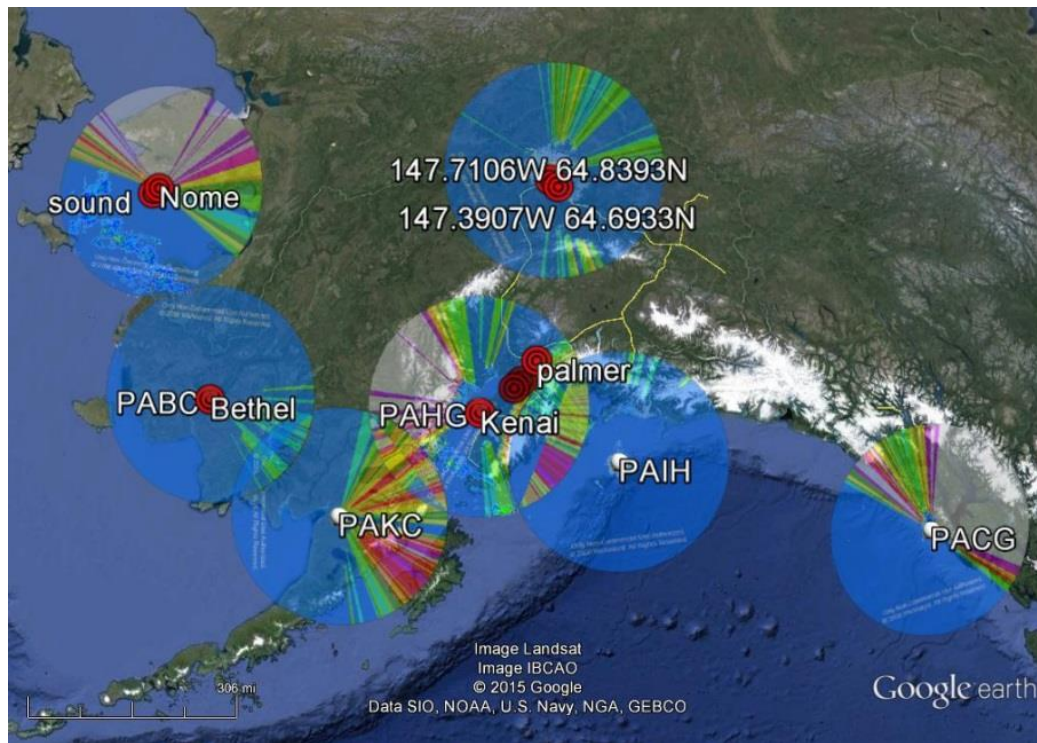 147.7106W 64.8393N
sound
Nome
147.3907W 64.6933N
palmer
PABC
Bethel
PAHG
Kenai
PAIH
PAKC
PACG
306 mi
Image Landsat
Image IBCAO
© 2015 Google
Data SIO, NOAA, U.S. Navy, NGA, GEBCO
Google earth